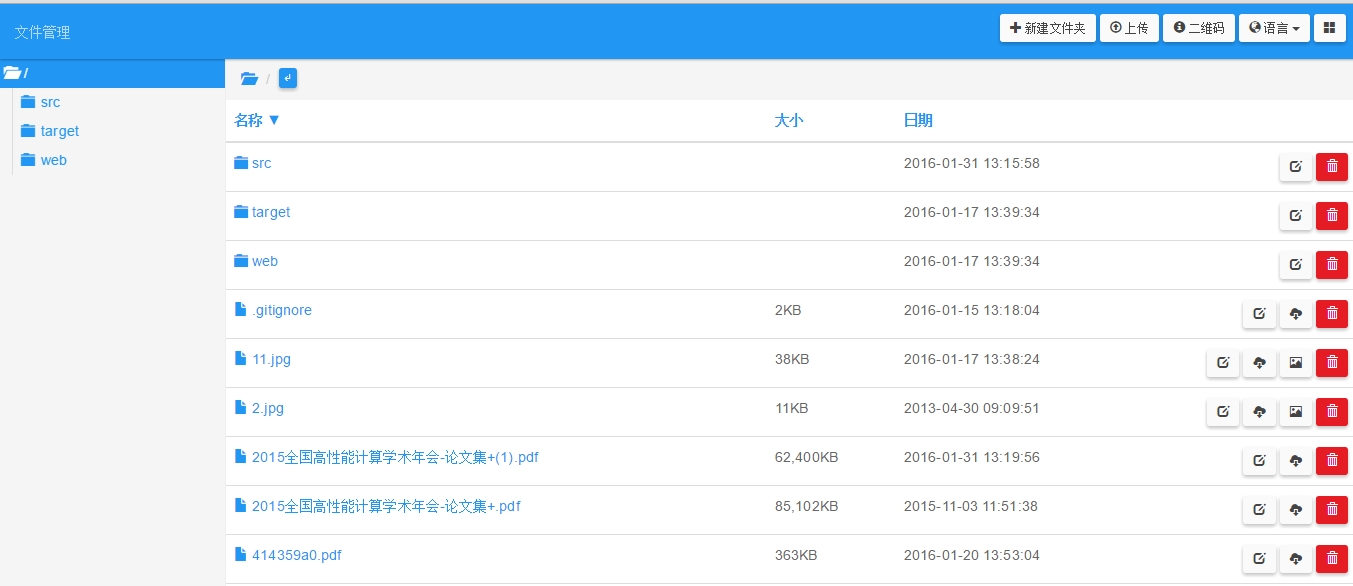 文件管理
新建文件夹 上传 二维码 语言
/
src
target
web
/
名称 ▼ 大小 日期
src 2016-01-31 13:15:58
target 2016-01-17 13:39:34
web 2016-01-17 13:39:34
.gitignore 2KB 2016-01-15 13:18:04
11.jpg 38KB 2016-01-17 13:38:24
2.jpg 11KB 2013-04-30 09:09:51
2015全国高性能计算学术年会-论文集+(1).pdf 62,400KB 2016-01-31 13:19:56
2015全国高性能计算学术年会-论文集+.pdf 85,102KB 2015-11-03 11:51:38
414359a0.pdf 363KB 2016-01-20 13:53:04